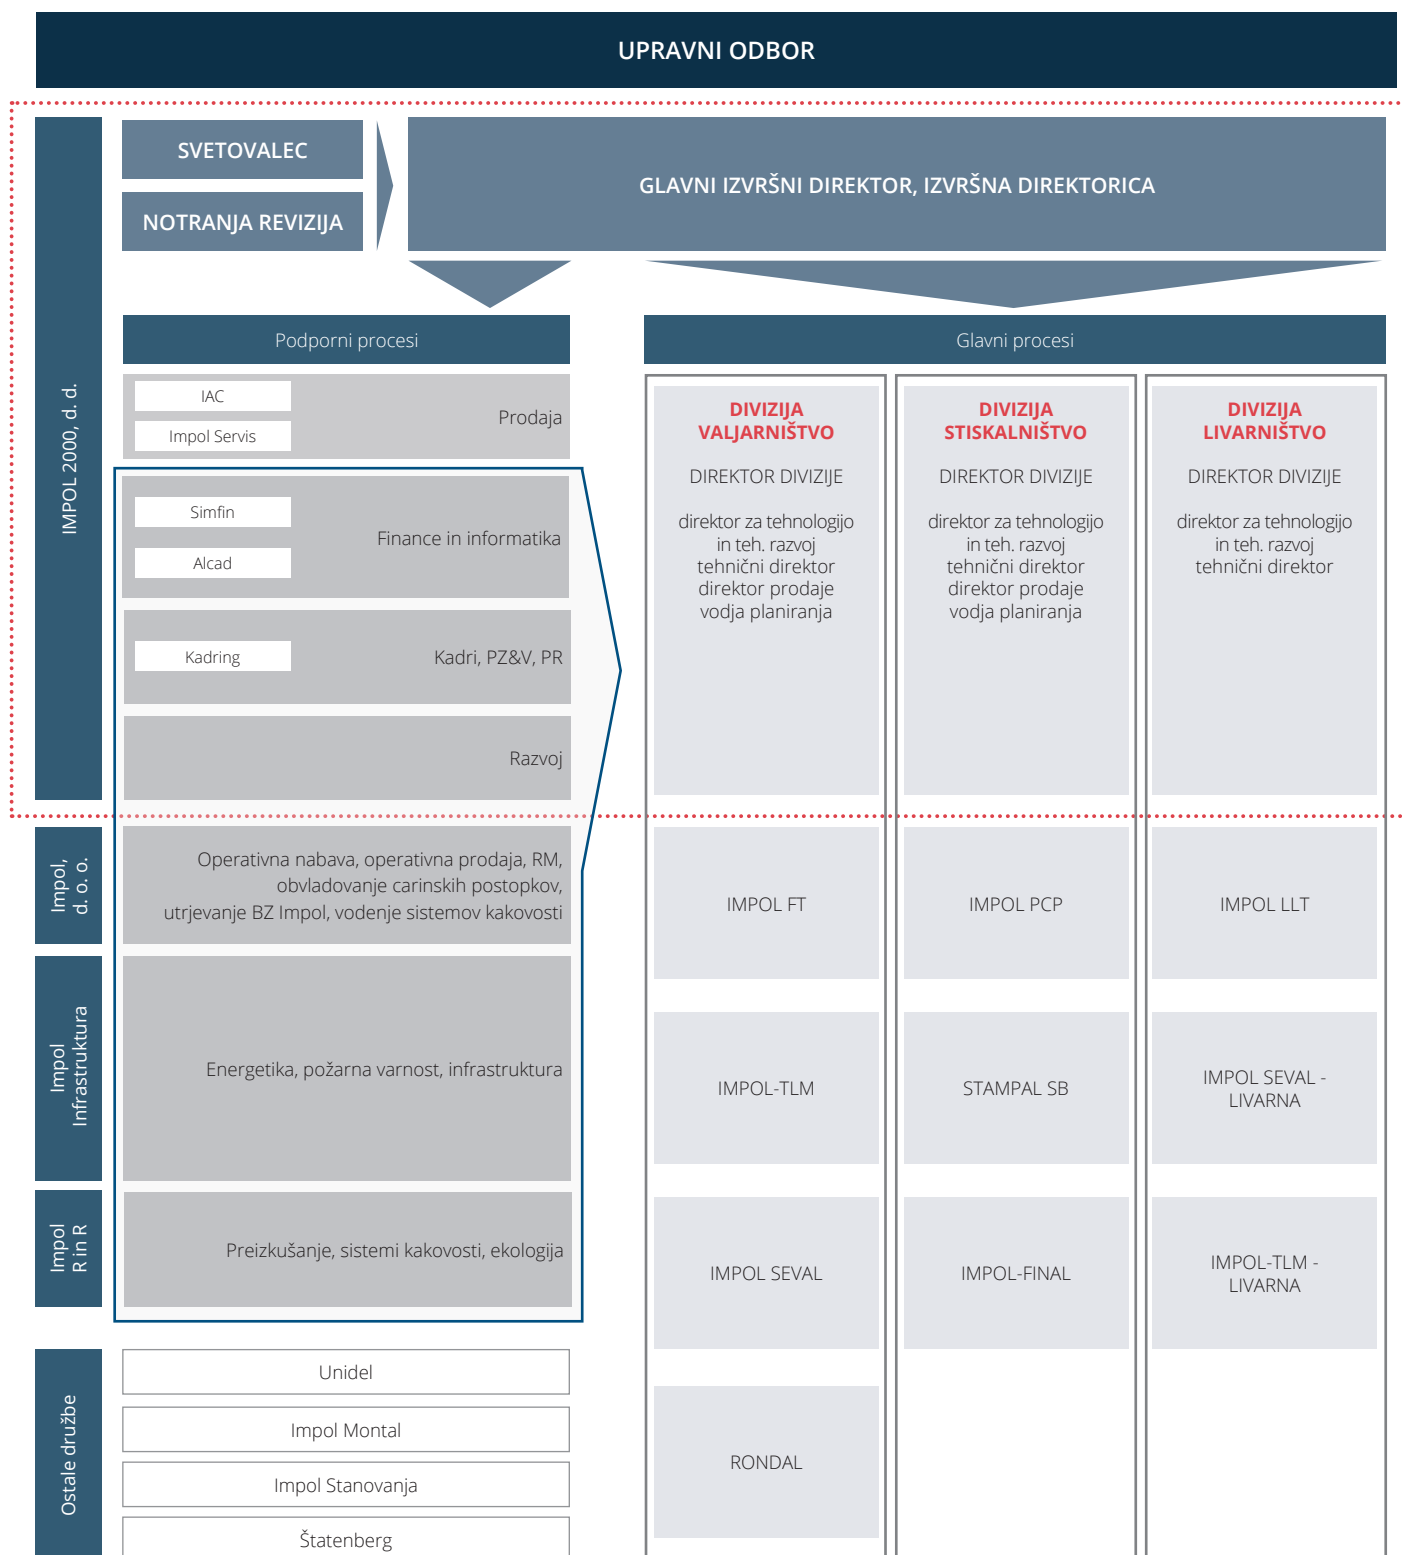 UPRAVNI ODBOR
IMPOL 2000, d. d.
SVETOVALEC
NOTRANJA REVIZIJA
GLAVNI IZVRŠNI DIREKTOR, IZVRŠNA DIREKTORICA
Podporni procesi
IAC
Impol Servis
Prodaja
Simfin
Alcad
Finance in informatika
Kadring
Kadri, PZ&V, PR
Razvoj
Impol,
d. o. o.
Operativna nabava, operativna prodaja, RM,
obvladovanje carinskih postopkov,
utrjevanje BZ Impol, vodenje sistemov kakovosti
Impol
Infrastruktura
Energetika, požarna varnost, infrastruktura
Impol
R in R
Preizkušanje, sistemi kakovosti, ekologija
Ostale družbe
Unidel
Impol Montal
Impol Stanovanja
Štatenberg
Glavni procesi
DIVIZIJA
VALJARNIŠTVO
DIREKTOR DIVIZIJE
direktor za tehnologijo
in teh. razvoj
tehnični direktor
direktor prodaje
vodja planiranja
IMPOL FT
IMPOL-TLM
IMPOL SEVAL
RONDAL
DIVIZIJA
STISKALNIŠTVO
DIREKTOR DIVIZIJE
direktor za tehnologijo
in teh. razvoj
tehnični direktor
direktor prodaje
vodja planiranja
IMPOL PCP
STAMPAL SB
IMPOL-FINAL
DIVIZIJA
LIVARNIŠTVO
DIREKTOR DIVIZIJE
direktor za tehnologijo
in teh. razvoj
tehnični direktor
IMPOL LLT
IMPOL SEVAL -
LIVARNA
IMPOL-TLM -
LIVARNA